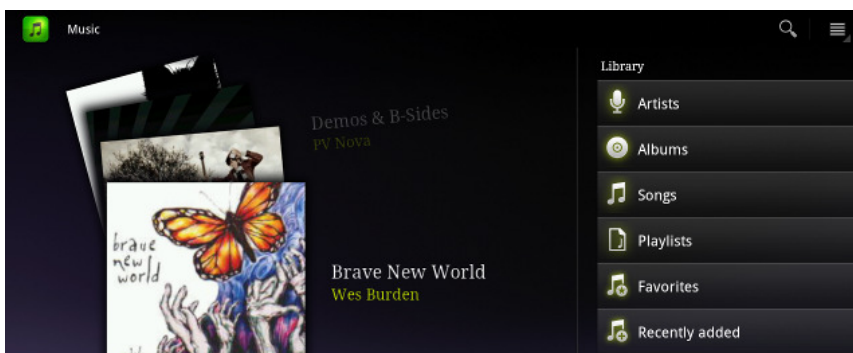 Music
Demos & B-Sides
PV Nova
brave
new
world
Brave New World
Wes Burden
Library
Artists
Albums
Songs
Playlists
Favorites
Recently added